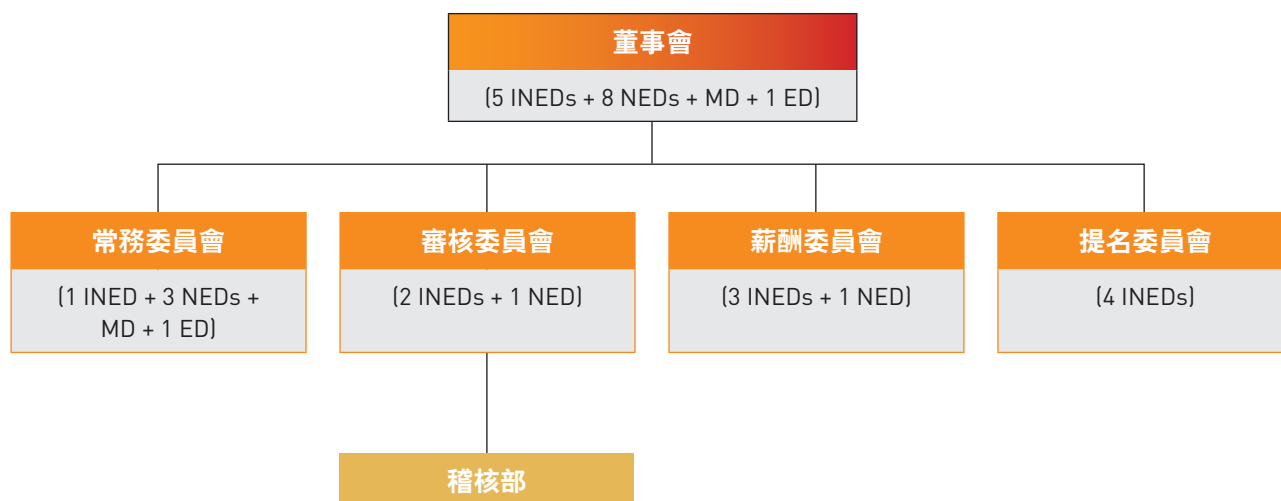 董事會
(5 INEDs + 8 NEDs + MD + 1 ED)
常務委員會
(1 INED + 3 NEDs +
MD + 1 ED)
審核委員會
(2 INEDs + 1 NED)
薪酬委員會
(3 INEDs + 1 NED)
提名委員會
(4 INEDs)
稽核部